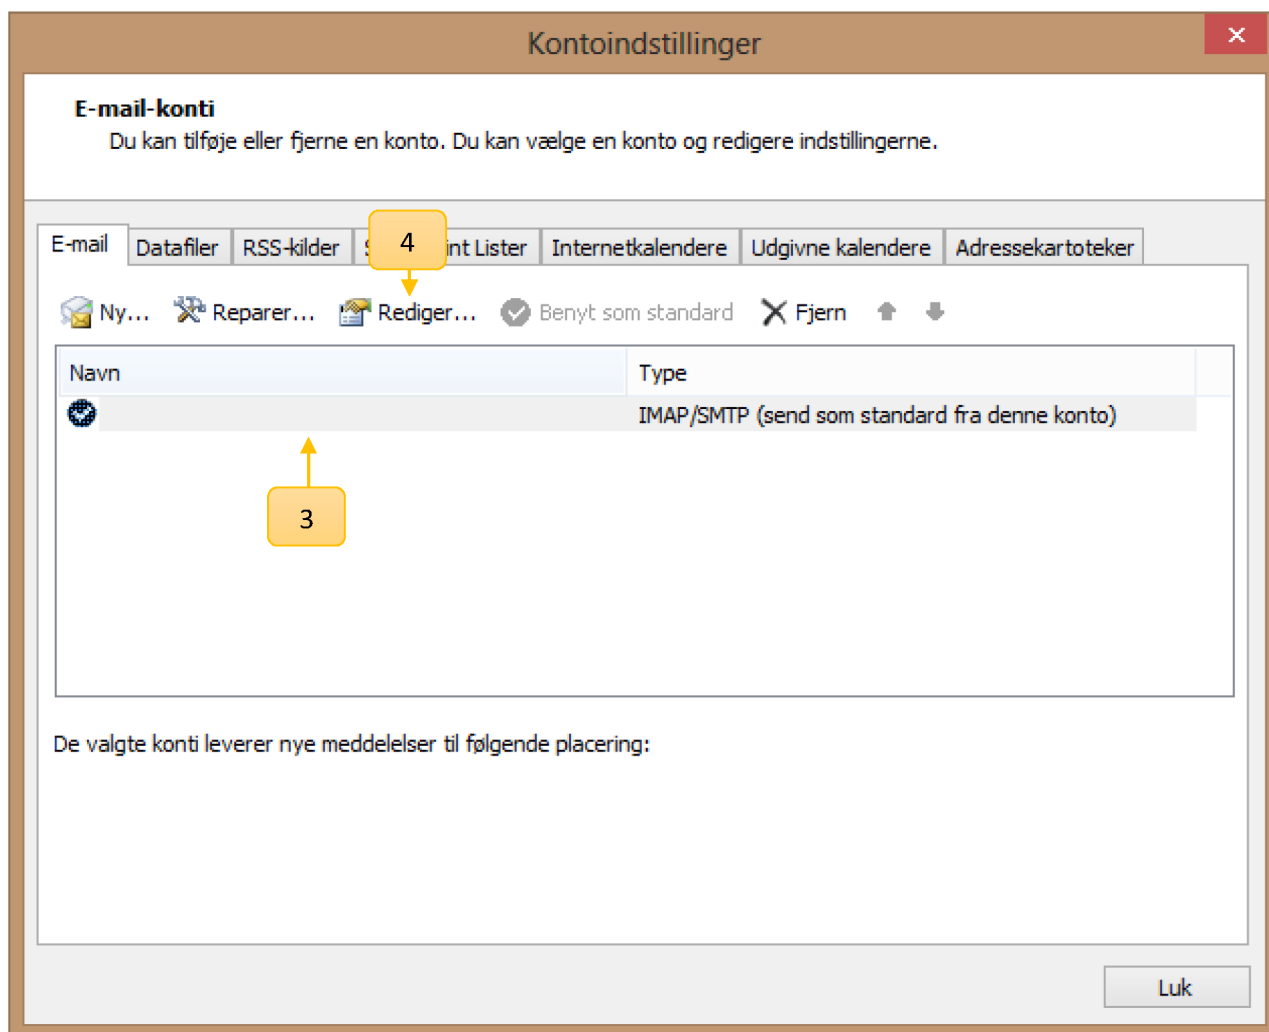 Kontoindstillinger
E-mail-konti
Du kan tilføje eller fjerne en konto. Du kan vælge en konto og redigere indstillingerne.
E-mail Datafiler RSS-kilder Lister Internetkalendere Udgivne kalendere Adressekartoteker
4
Ny... Reparer... Rediger... Benyt som standard Fjern
Navn Type
IMAP/SMTP (send som standard fra denne konto)
3
De valgte konti leverer nye meddelelser til følgende placering:
Luk